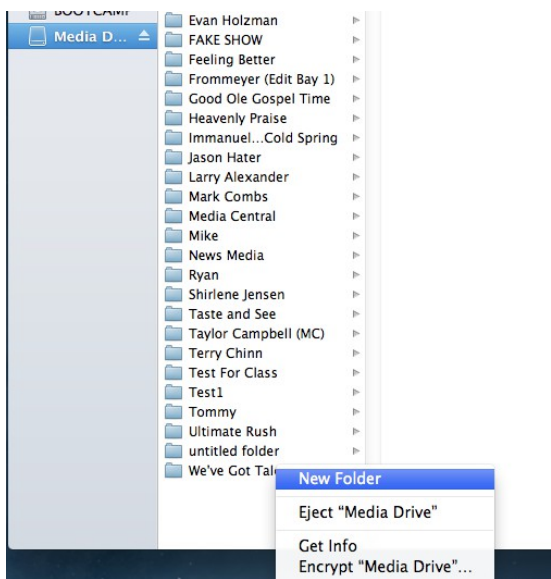 BOOTCAMP
Media D...
Evan Holzman
FAKE SHOW
Feeling Better
Frommeyer (Edit Bay 1)
Good Ole Gospel Time
Heavenly Praise
Immanuel...Cold Spring
Jason Hater
Larry Alexander
Mark Combs
Media Central
Mike
News Media
Ryan
Shirlene Jensen
Taste and See
Taylor Campbell (MC)
Terry Chinn
Test For Class
Test1
Tommy
Ultimate Rush
untitled folder
We've Got Tale
New Folder
Eject “Media Drive”
Get Info
Encrypt “Media Drive”...